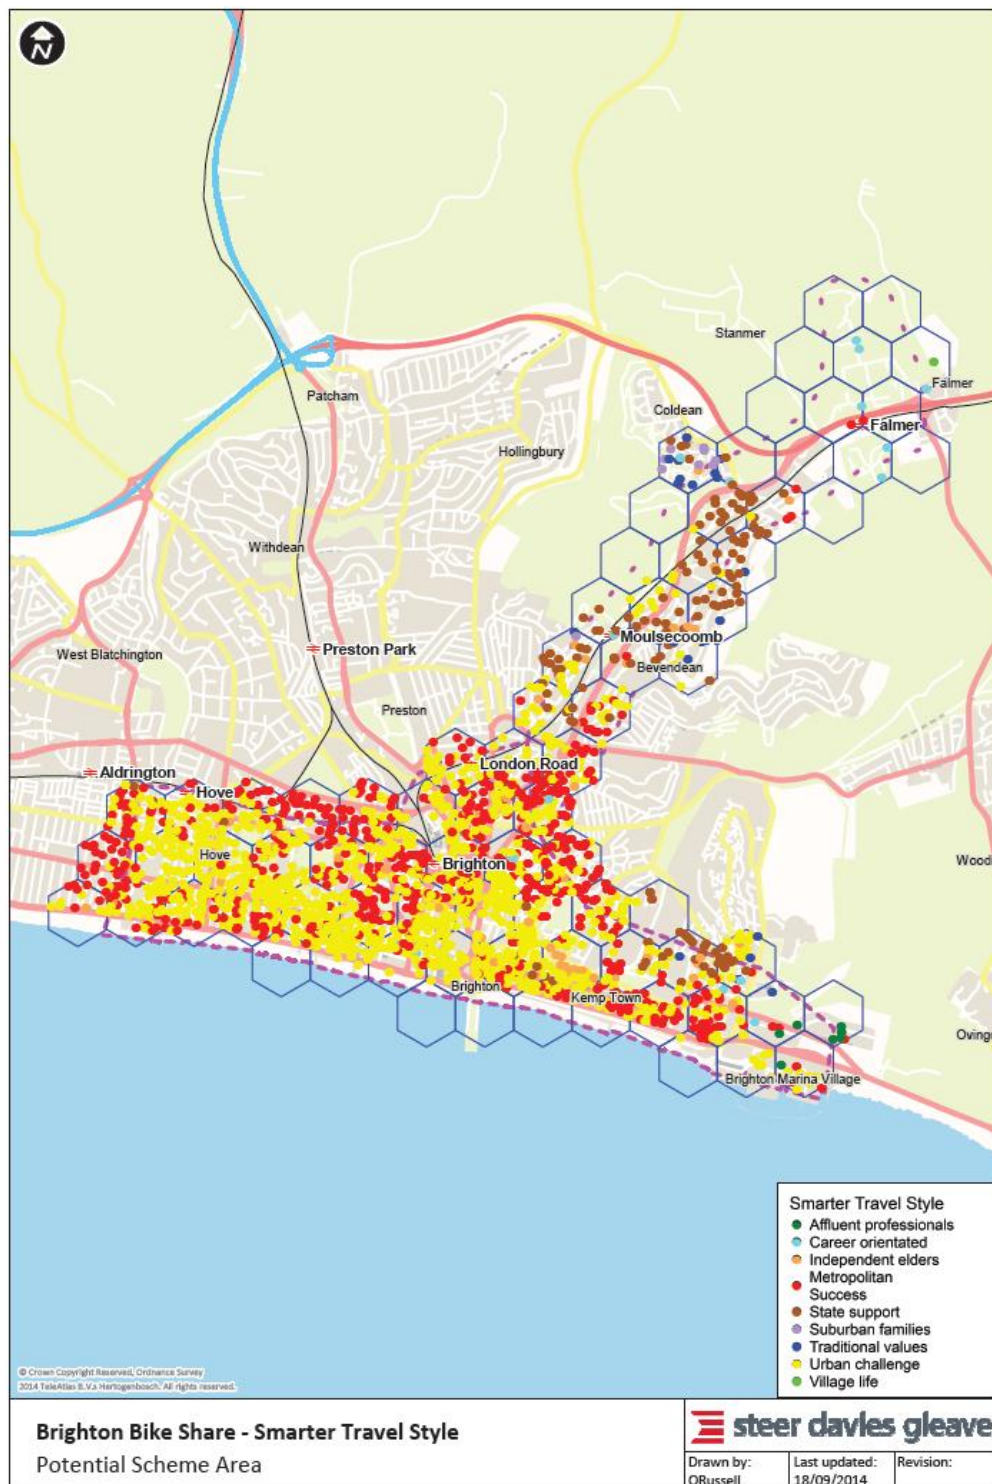 N
Stanmer
Falmer
Patcham
Coldean
Falmer
Hollingbury
Withdean
Moulsecoomb
Preston Park
West Blatchington
Bevendean
Preston
London Road
Aldrington
Hove
Hove
Brighton
Wood
Brighton
Kemp Town
Oving
Brighton Marina Village
Smarter Travel Style
Affluent professionals
Career orientated
Independent elders
Metropolitan
Success
State support
Suburban families
Traditional values
Urban challenge
Village life
© Crown Copyright Reserved, Ordnance Survey
2014 TeleAtlas B.V.s Hertogenbosch. All rights reserved.
Brighton Bike Share - Smarter Travel Style
Potential Scheme Area
steer davies gleave
Drawn by:
ORussell
Last updated:
18/09/2014
Revision: